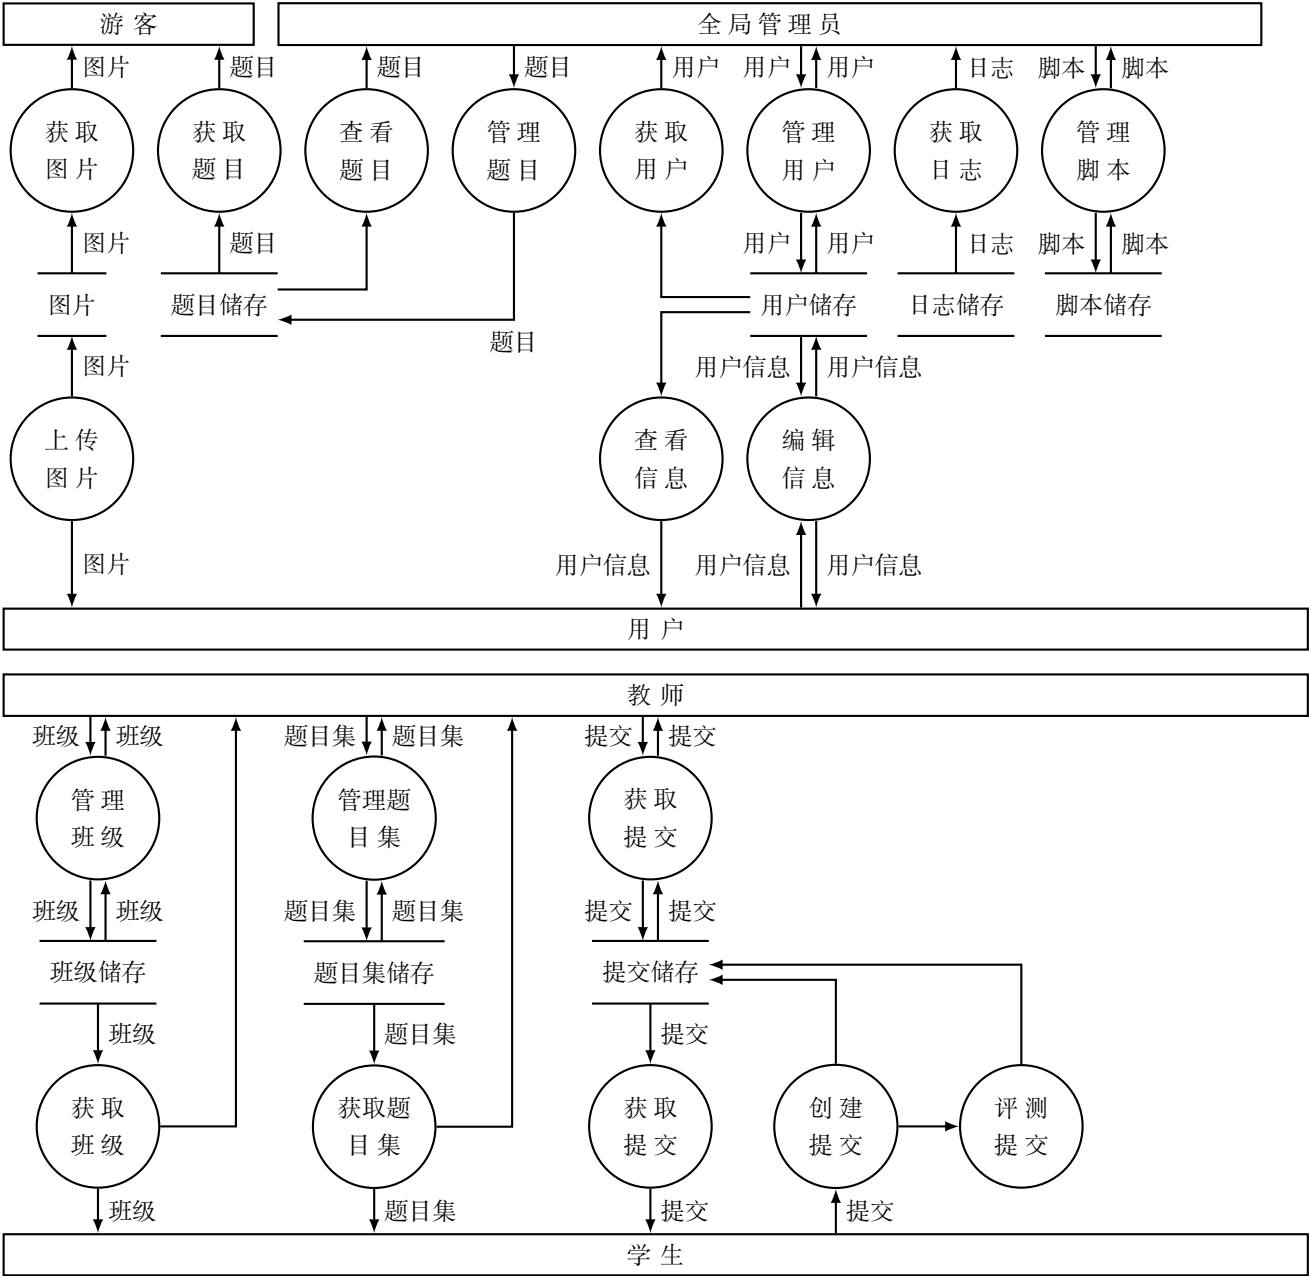 游客
全局管理员
图片
题目
题目
题目
用户
用户
用户
日志
脚本
脚本
获取
图片
获取
题目
查看
题目
管理
题目
获取
用户
管理
用户
获取
日志
管理
脚本
图片
题目
用户
用户
日志
脚本
脚本
图片
题目储存
用户储存
日志储存
脚本储存
题目
图片
用户信息
用户信息
上传
图片
查看
信息
编辑
信息
图片
用户信息
用户信息
用户信息
用户
教师
班级
班级
题目集
题目集
提交
提交
管理
班级
管理题
目集
获取
提交
班级
班级
题目集
题目集
提交
提交
班级储存
题目集储存
提交储存
班级
题目集
提交
获取
班级
获取题
目集
获取
提交
创建
提交
评测
提交
班级
题目集
提交
提交
学生